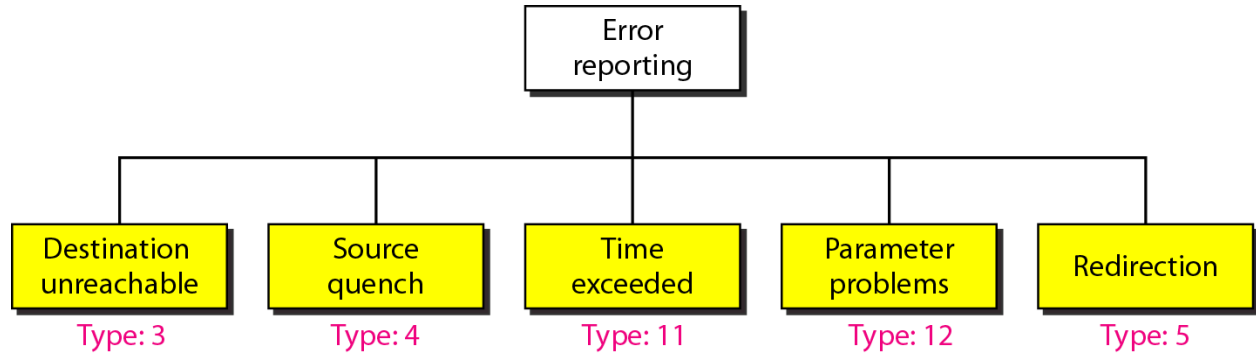 Error
reporting
Destination
unreachable
Source
quench
Time
exceeded
Parameter
problems
Redirection
Type: 3
Type: 4
Type: 11
Type: 12
Type: 5